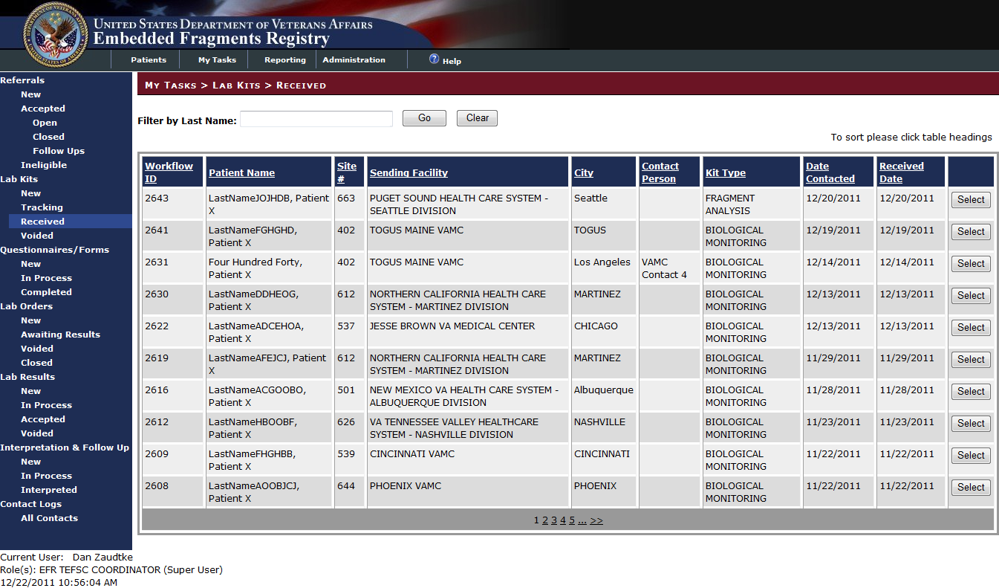 UNITED STATES DEPARTMENT OF VETERANS AFFAIRS
Embedded Fragments Registry
Patients My Tasks Reporting Administration Help
Referrals
New
Accepted
Open
Closed
Follow Ups
Ineligible
Lab Kits
New
Tracking
Received
Voided
Questionnaires/Forms
New
In Process
Completed
Lab Orders
New
Awaiting Results
Voided
Closed
Lab Results
New
In Process
Accepted
Voided
Interpretation & Follow Up
New
In Process
Interpreted
Contact Logs
All Contacts
MY TASKS > LAB KITS > RECEIVED
Filter by Last Name: Go Clear
To sort please click table headings
Workflow ID Patient Name Site # Sending Facility City Contact Person Kit Type Date Contacted Received Date
2643 LastNameJOJHDB, Patient X 663 PUGET SOUND HEALTH CARE SYSTEM - SEATTLE DIVISION Seattle FRAGMENT ANALYSIS 12/20/2011 12/20/2011 Select
2641 LastNameFGHGHD, Patient X 402 TOGUS MAINE VAMC TOGUS BIOLOGICAL MONITORING 12/19/2011 12/19/2011 Select
2631 Four Hundred Forty, Patient X 402 TOGUS MAINE VAMC Los Angeles VAMC Contact 4 BIOLOGICAL MONITORING 12/14/2011 12/14/2011 Select
2630 LastNameDDHEOG, Patient X 612 NORTHERN CALIFORNIA HEALTH CARE SYSTEM - MARTINEZ DIVISION MARTINEZ BIOLOGICAL MONITORING 12/13/2011 12/13/2011 Select
2622 LastNameADCEHOA, Patient X 537 JESSE BROWN VA MEDICAL CENTER CHICAGO BIOLOGICAL MONITORING 12/13/2011 12/13/2011 Select
2619 LastNameAFEJCJ, Patient X 612 NORTHERN CALIFORNIA HEALTH CARE SYSTEM - MARTINEZ DIVISION MARTINEZ BIOLOGICAL MONITORING 11/29/2011 11/29/2011 Select
2616 LastNameACGOOBO, Patient X 501 NEW MEXICO VA HEALTH CARE SYSTEM - ALBUQUERQUE DIVISION Albuquerque BIOLOGICAL MONITORING 11/28/2011 11/28/2011 Select
2612 LastNameHBOOBF, Patient X 626 VA TENNESSEE VALLEY HEALTHCARE SYSTEM - NASHVILLE DIVISION NASHVILLE BIOLOGICAL MONITORING 11/23/2011 11/23/2011 Select
2609 LastNameFHGHBB, Patient X 539 CINCINNATI VAMC CINCINNATI BIOLOGICAL MONITORING 11/22/2011 11/22/2011 Select
2608 LastNameAOOBJCJ, Patient X 644 PHOENIX VAMC PHOENIX BIOLOGICAL MONITORING 11/22/2011 11/22/2011 Select
1 2 3 4 5 ... >>
Current User: Dan Zaudtke
Role(s): EFR TEFSC COORDINATOR (Super User)
12/22/2011 10:56:04 AM